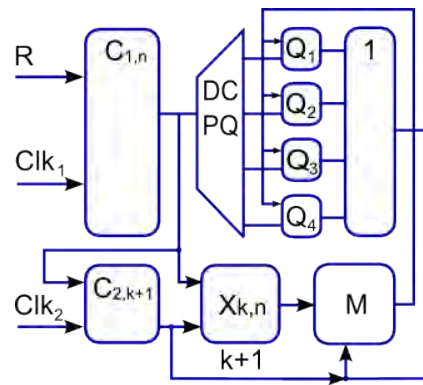 R
Clk1
C1,n
DC
PQ
Q1
Q2
Q3
Q4
1
Clk2
C2,k+1
Xk,n
M
k+1